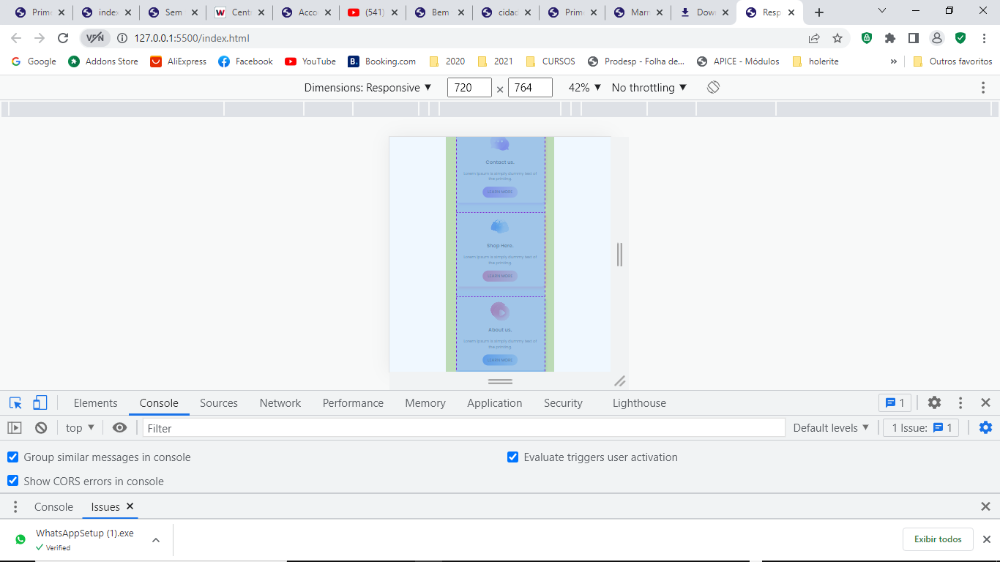 Prime
index
Sem
W Centr
Acco
(541)
Bem
cidad
Prim
Marr
Dow
Resp
VPN 127.0.0.1:5500/index.html
Google Addons Store AliExpress Facebook YouTube B. Booking.com 2020 2021 CURSOS Prodesp - Folha de... APICE - Módulos holerite » Outros favoritos
Dimensions: Responsive 720 × 764 42% No throttling
Contact us.
Lorem Ipsum is simply dummy text of
the printing.
LEARN MORE
Shop Here.
Lorem Ipsum is simply dummy text of
the printing.
LEARN MORE
About us.
Lorem Ipsum is simply dummy text of
the printing.
LEARN MORE
Elements Console Sources Network Performance Memory Application Security Lighthouse 1
top Filter Default levels 1 Issue: 1
Group similar messages in console Evaluate triggers user activation
Show CORS errors in console
Console Issues
WhatsAppSetup (1).exe
Verified
Exibir todos